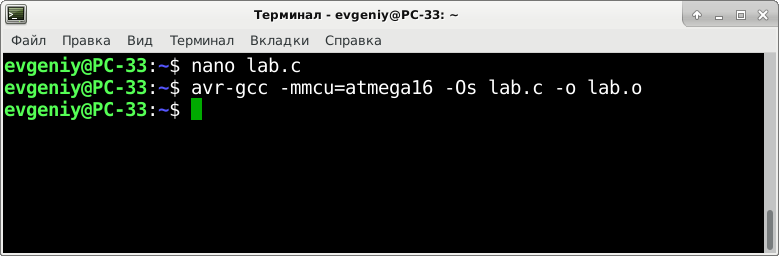 Терминал - evgeniy@PC-33: ~
Файл Правка Вид Терминал Вкладки Справка
evgeniy@PC-33:~$ nano lab.c
evgeniy@PC-33:~$ avr-gcc -mmcu=atmega16 -Os lab.c -o lab.o
evgeniy@PC-33:~$